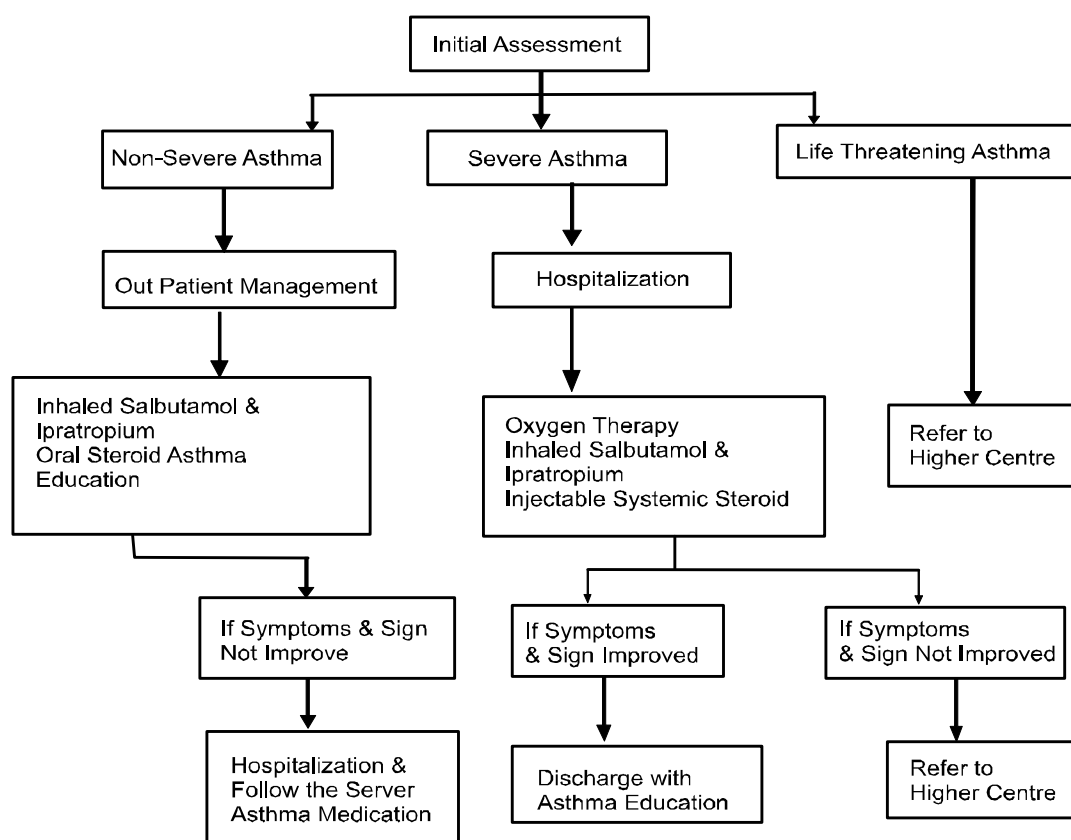 Initial Assessment
Non-Severe Asthma
Severe Asthma
Life Threatening Asthma
Out Patient Management
Hospitalization
Inhaled Salbutamol &
Ipratropium
Oral Steroid Asthma
Education
Oxygen Therapy
Inhaled Salbutamol &
Ipratropium
Injectable Systemic Steroid
Refer to
Higher Centre
If Symptoms & Sign
Not Improve
If Symptoms
& Sign Improved
If Symptoms
& Sign Not Improved
Hospitalization &
Follow the Server
Asthma Medication
Discharge with
Asthma Education
Refer to
Higher Centre